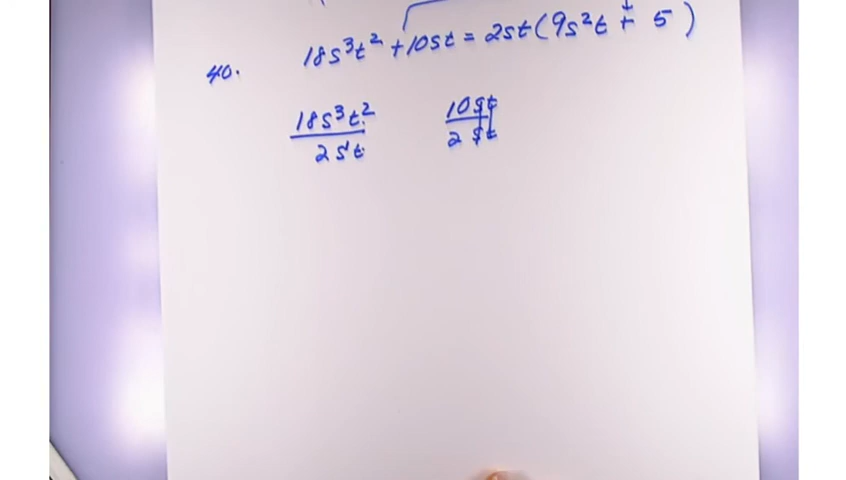 40. 18s³t² + 10st = 2st(9s²t + 5)
18s³t² 10st
2st 2st